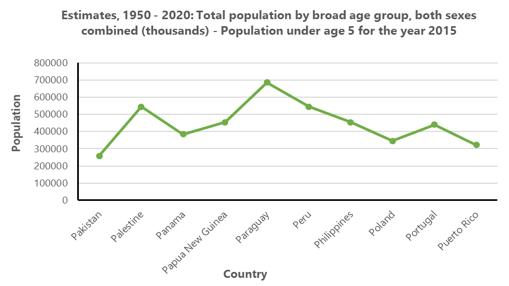 Estimates, 1950 - 2020: Total population by broad age group, both sexes
combined (thousands) - Population under age 5 for the year 2015
Population
800000
700000
600000
500000
400000
300000
200000
100000
0
Pakistan
Palestine
Panama
Papua New Guinea
Paraguay
Peru
Philippines
Poland
Portugal
Puerto Rico
Country